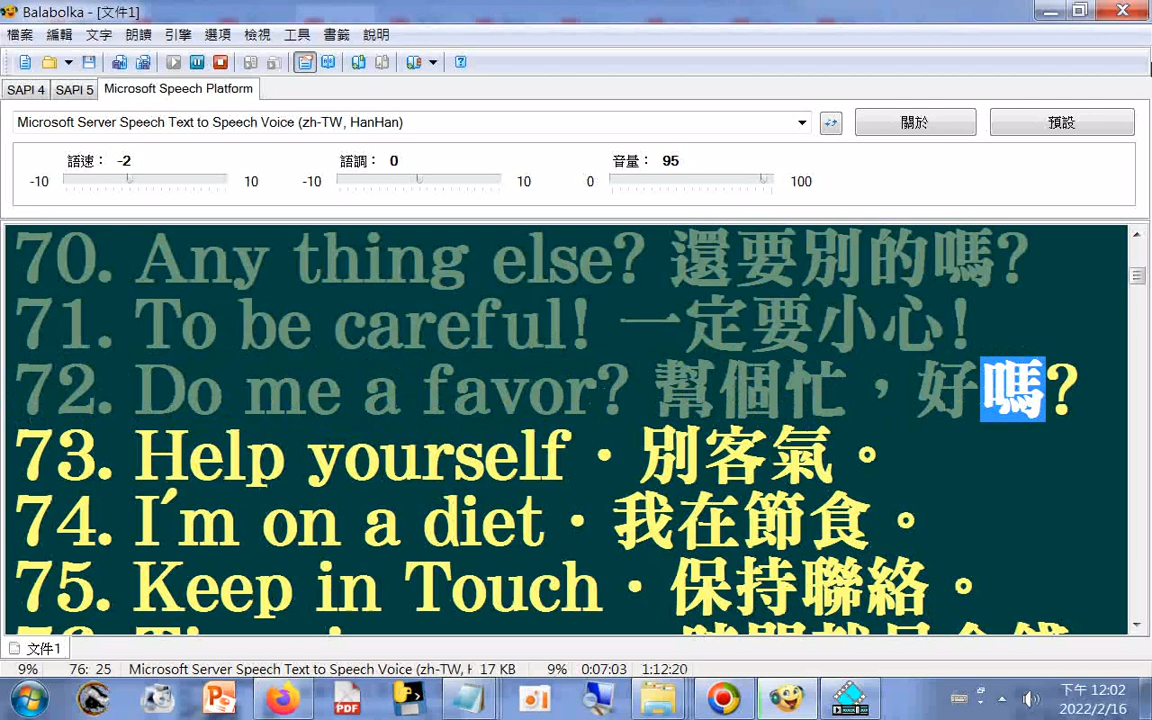 Balabolka - [文件1]
檔案 編輯 文字 朗讀 引擎 選項 檢視 工具 書籤 說明
SAPI 4 SAPI 5 Microsoft Speech Platform
Microsoft Server Speech Text to Speech Voice (zh-TW, HanHan) 關於 預設
語速： -2 語調： 0 音量： 95
-10 10 -10 10 0 100
70. Any thing else? 還要別的嗎?
71. To be careful! 一定要小心!
72. Do me a favor? 幫個忙，好嗎?
73. Help yourself．別客氣。
74. I′m on a diet．我在節食。
75. Keep in Touch．保持聯絡。
文件1
9% 76: 25 Microsoft Server Speech Text to Speech Voice (zh-TW, H 17 KB 9% 0:07:03 1:12:20
下午 12:02
2022/2/16